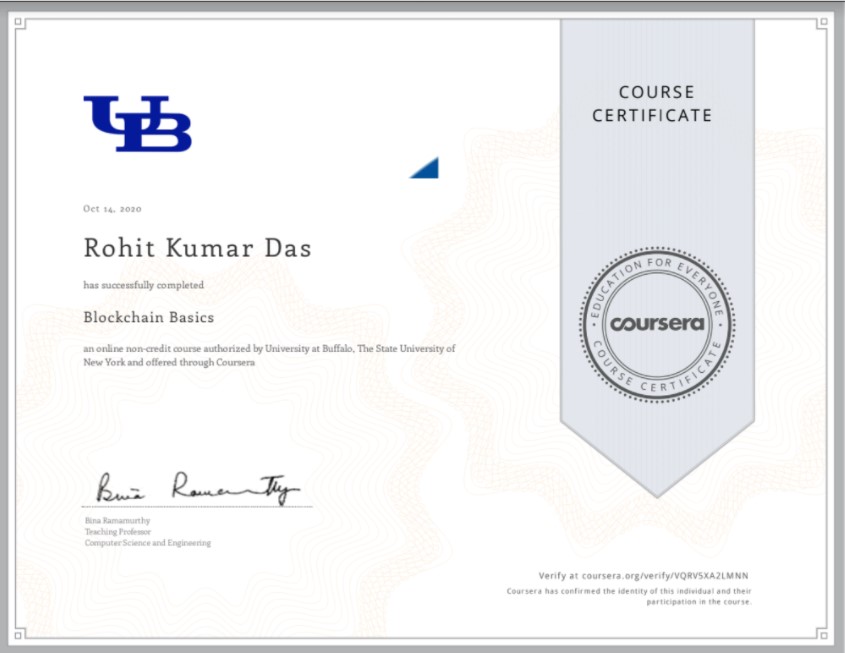 UB
COURSE
CERTIFICATE
Oct 14, 2020
Rohit Kumar Das
has successfully completed
Blockchain Basics
an online non-credit course authorized by University at Buffalo, The State University of
New York and offered through Coursera
EDUCATION FOR EVERYONE
coursera
COURSE CERTIFICATE
Bina Ramamurthy
Bina Ramamurthy
Teaching Professor
Computer Science and Engineering
Verify at coursera.org/verify/VQRV5XA2LMNN
Coursera has confirmed the identity of this individual and their
participation in the course.